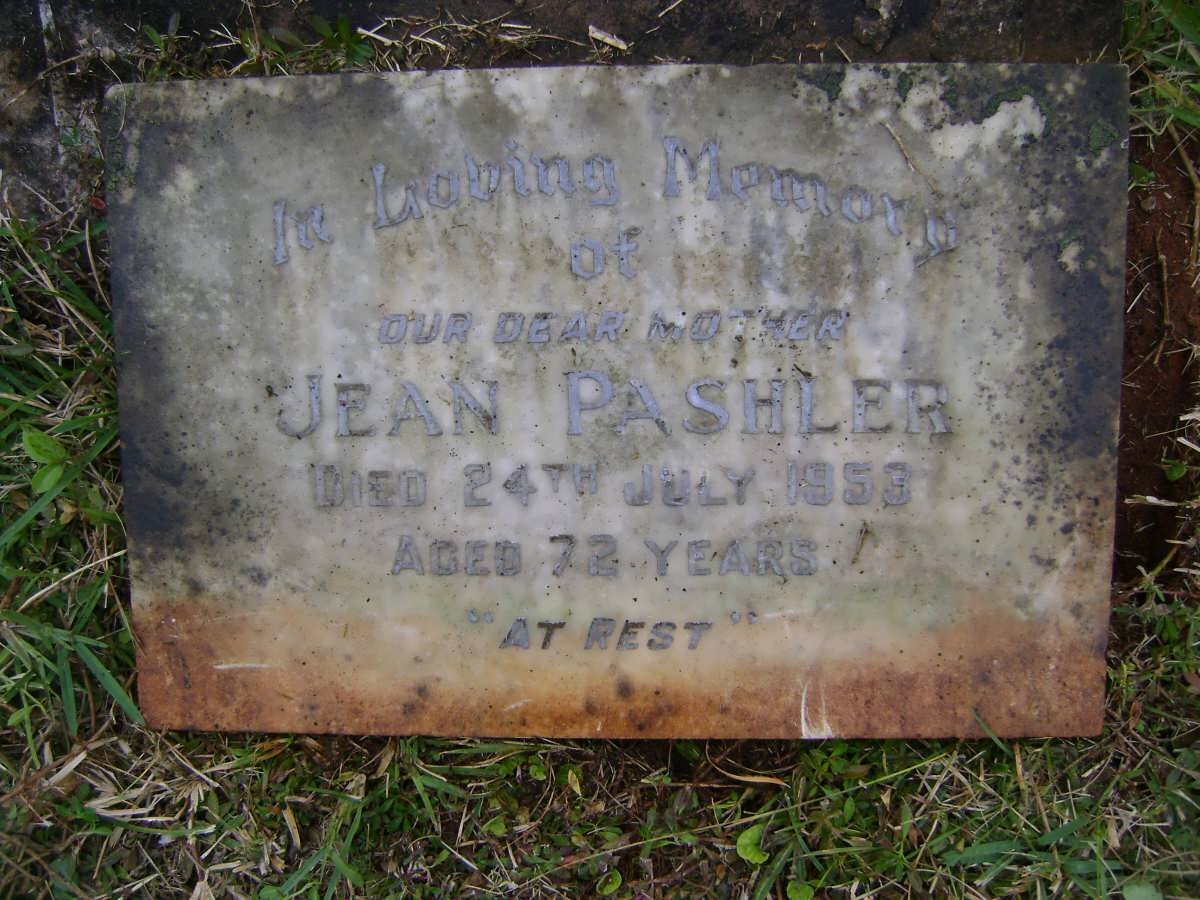 In Loving Memory
of
OUR DEAR MOTHER
JEAN PASHLER
DIED 24TH JULY 1953
AGED 72 YEARS
"AT REST"